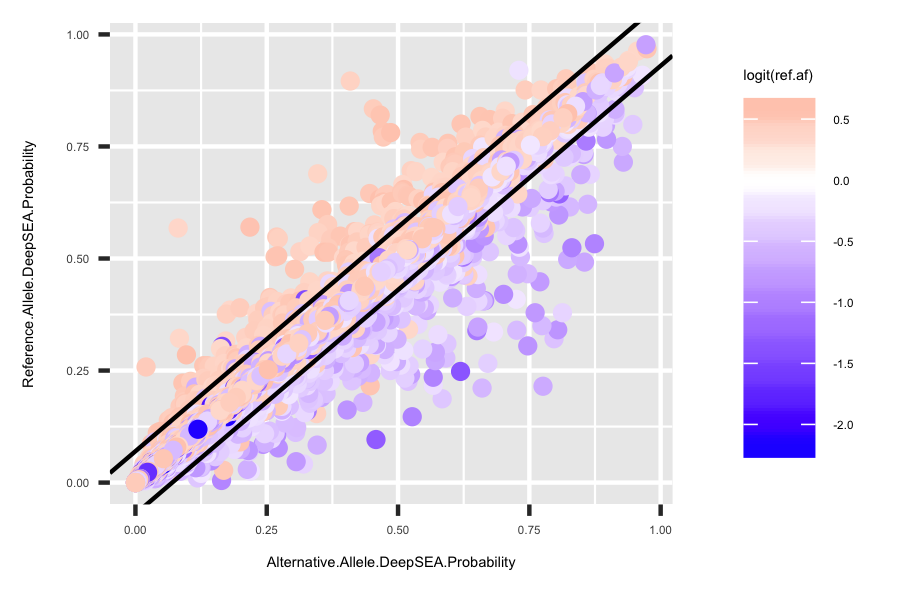 1.00
0.75
0.50
0.25
0.00
Reference.Allele.DeepSEA.Probability
0.00 0.25 0.50 0.75 1.00
Alternative.Allele.DeepSEA.Probability
logit(ref.af)
0.5
0.0
-0.5
-1.0
-1.5
-2.0